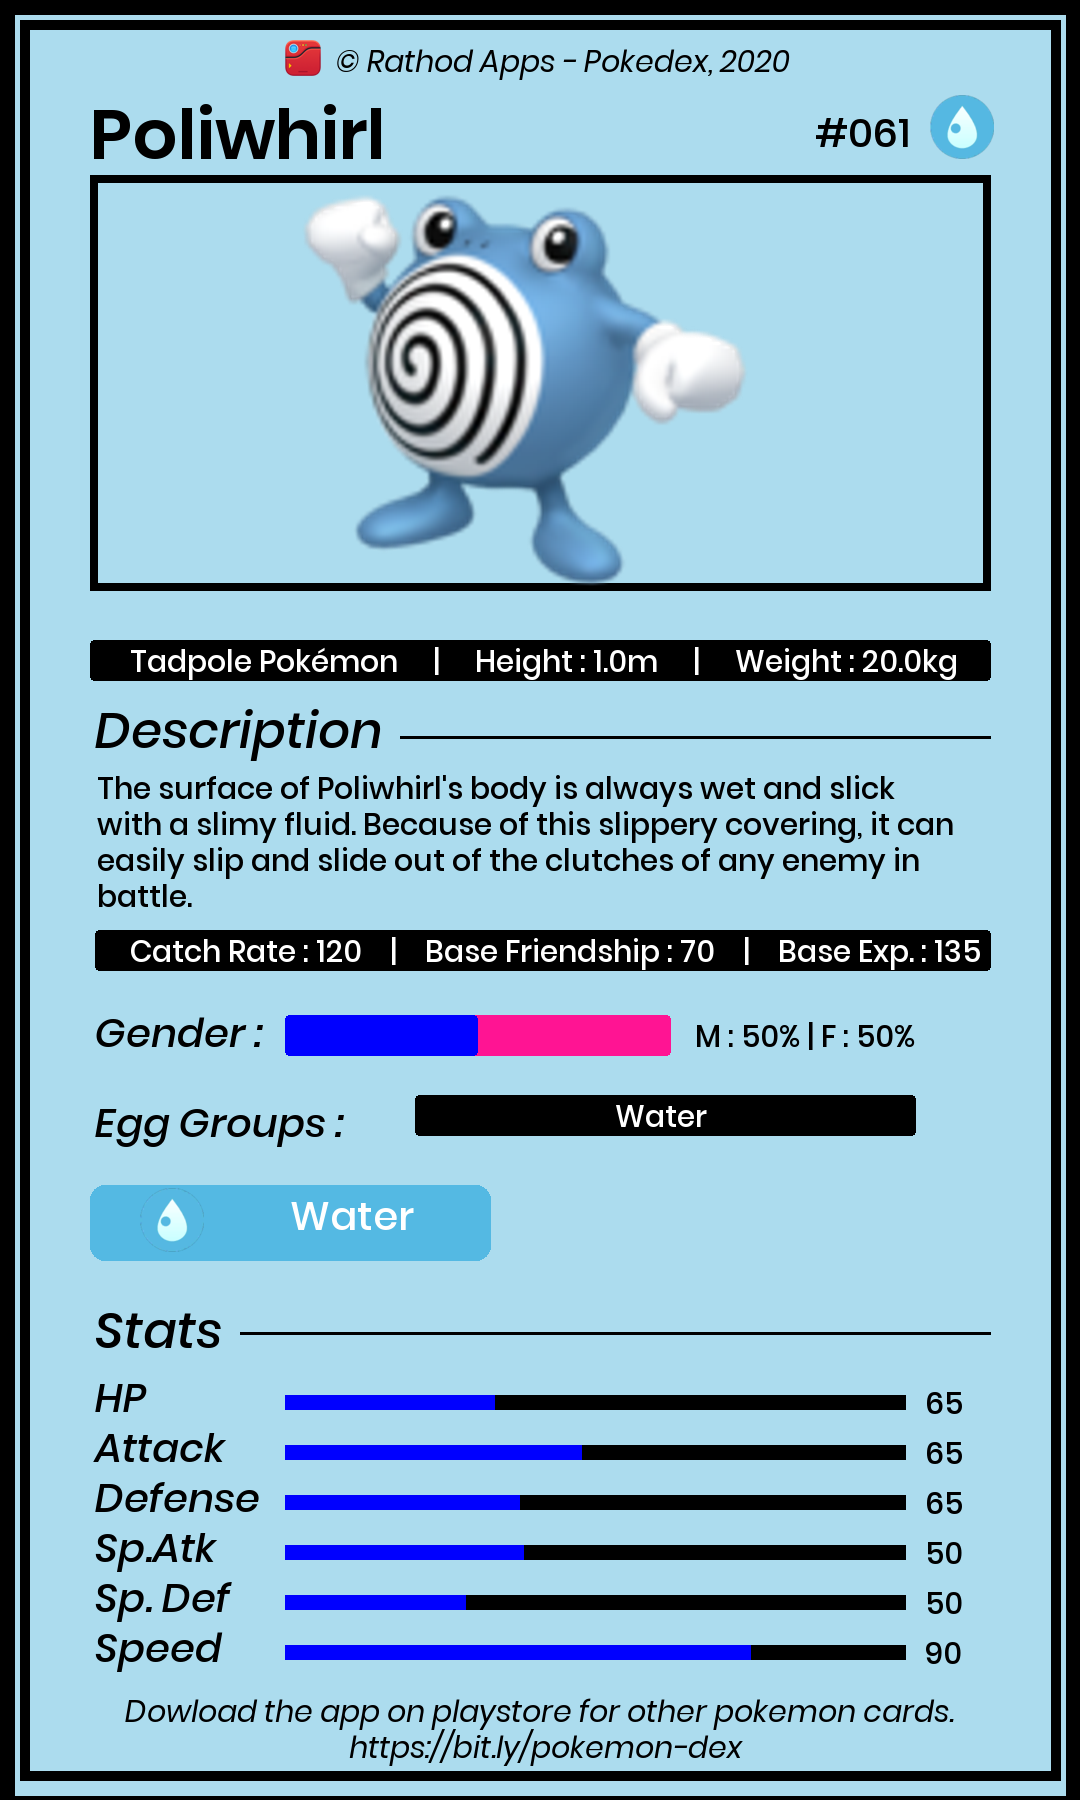 © Rathod Apps - Pokedex, 2020
Poliwhirl #061
Tadpole Pokémon | Height : 1.0m | Weight : 20.0kg
Description
The surface of Poliwhirl's body is always wet and slick
with a slimy fluid. Because of this slippery covering, it can
easily slip and slide out of the clutches of any enemy in
battle.
Catch Rate : 120 | Base Friendship : 70 | Base Exp. : 135
Gender : M : 50% | F : 50%
Egg Groups : Water
Water
Stats
HP 65
Attack 65
Defense 65
Sp.Atk 50
Sp. Def 50
Speed 90
Dowload the app on playstore for other pokemon cards.
https://bit.ly/pokemon-dex